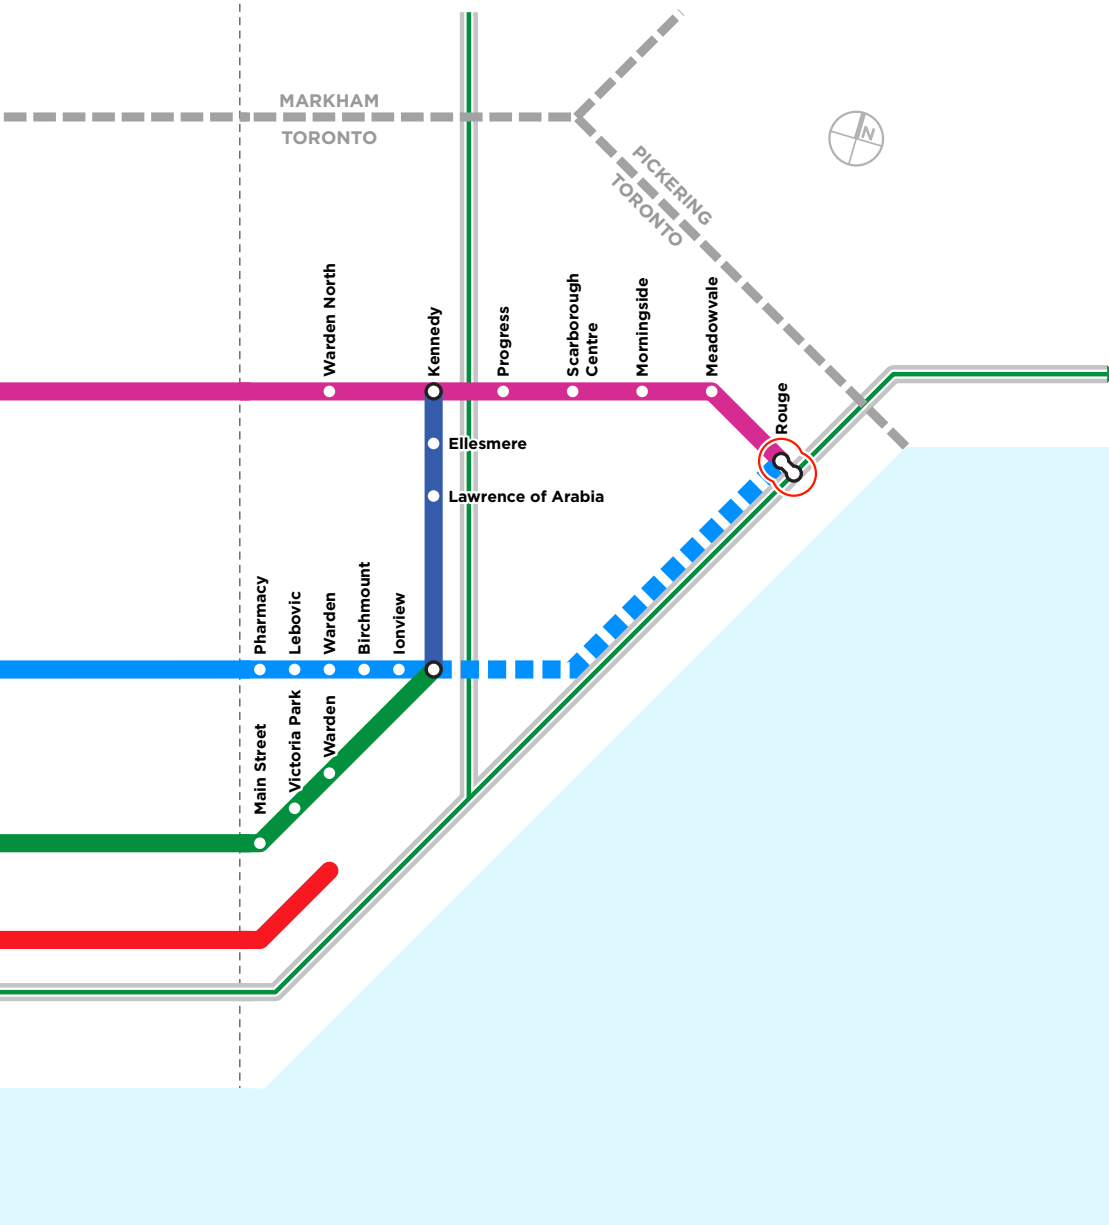 MARKHAM
TORONTO
N
PICKERING
TORONTO
Warden North
Kennedy
Progress
Scarborough
Centre
Morningside
Meadowvale
Rouge
Ellesmere
Lawrence of Arabia
Pharmacy
Lebovic
Warden
Birchmount
Ionview
Main Street
Victoria Park
Warden